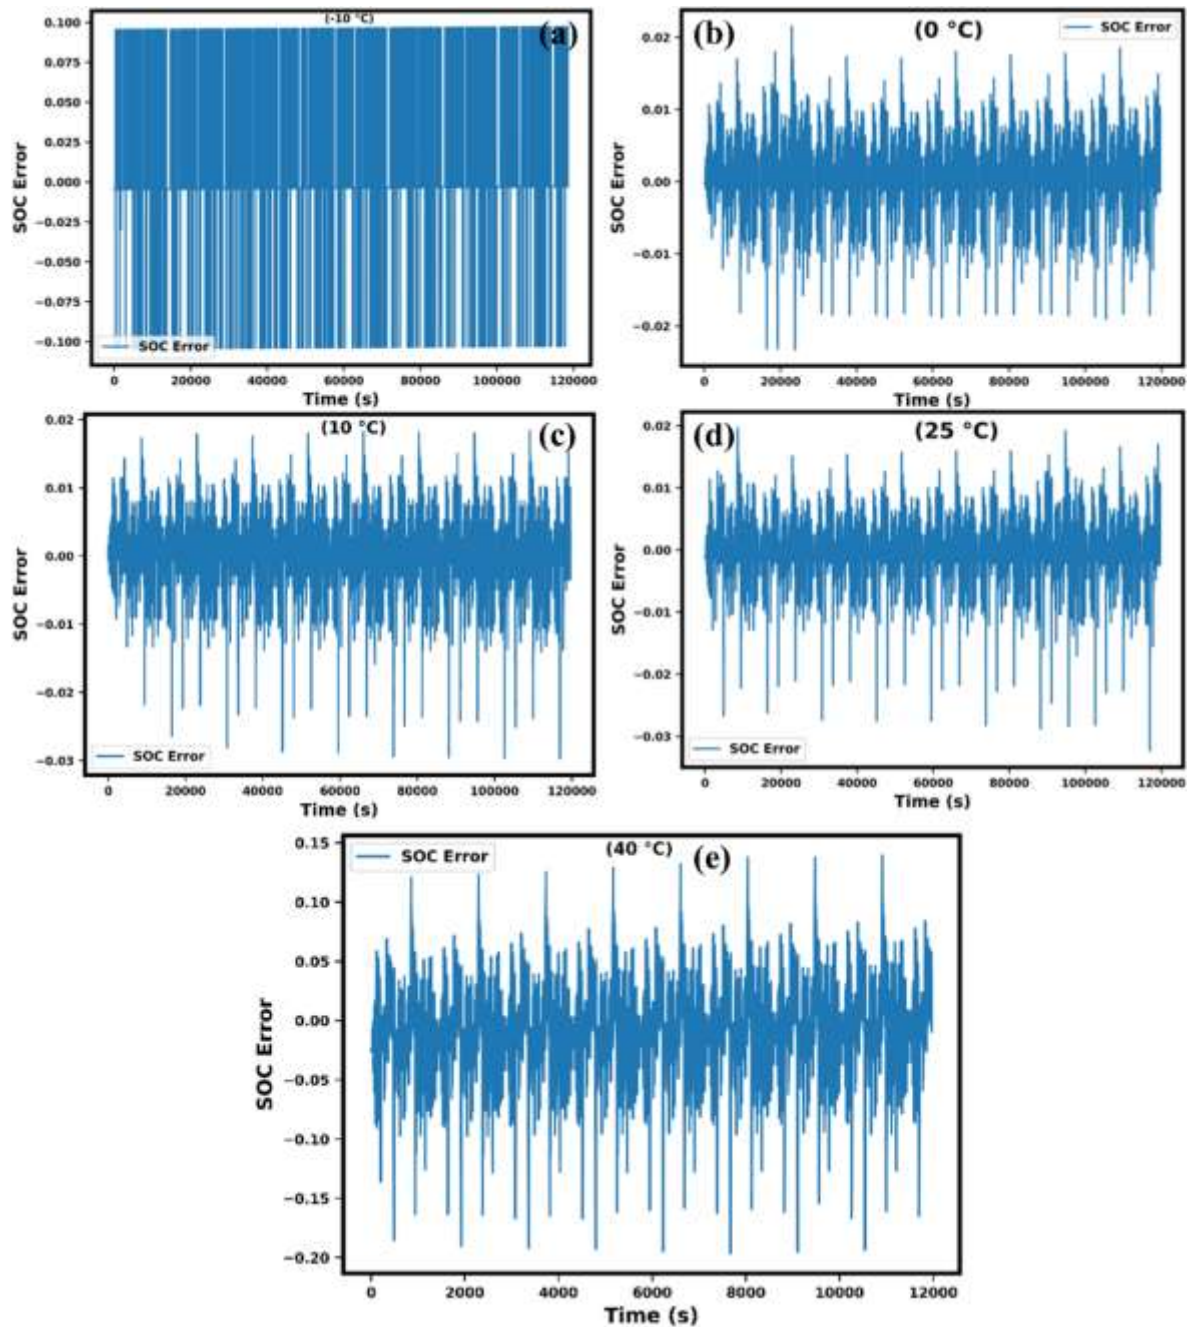 (-10 °C)
(a)
0.100
0.075
0.050
0.025
0.000
−0.025
−0.050
−0.075
−0.100
SOC Error
SOC Error
0 20000 40000 60000 80000 100000 120000
Time (s)
(b)
(0 °C)
SOC Error
0.02
0.01
0.00
−0.01
−0.02
SOC Error
0 20000 40000 60000 80000 100000 120000
Time (s)
(10 °C)
(c)
0.02
0.01
0.00
−0.01
−0.02
−0.03
SOC Error
SOC Error
0 20000 40000 60000 80000 100000 120000
Time (s)
(d)
(25 °C)
0.02
0.01
0.00
−0.01
−0.02
−0.03
SOC Error
SOC Error
0 20000 40000 60000 80000 100000 120000
Time (s)
SOC Error
(40 °C)
(e)
0.15
0.10
0.05
0.00
−0.05
−0.10
−0.15
−0.20
SOC Error
0 2000 4000 6000 8000 10000 12000
Time (s)